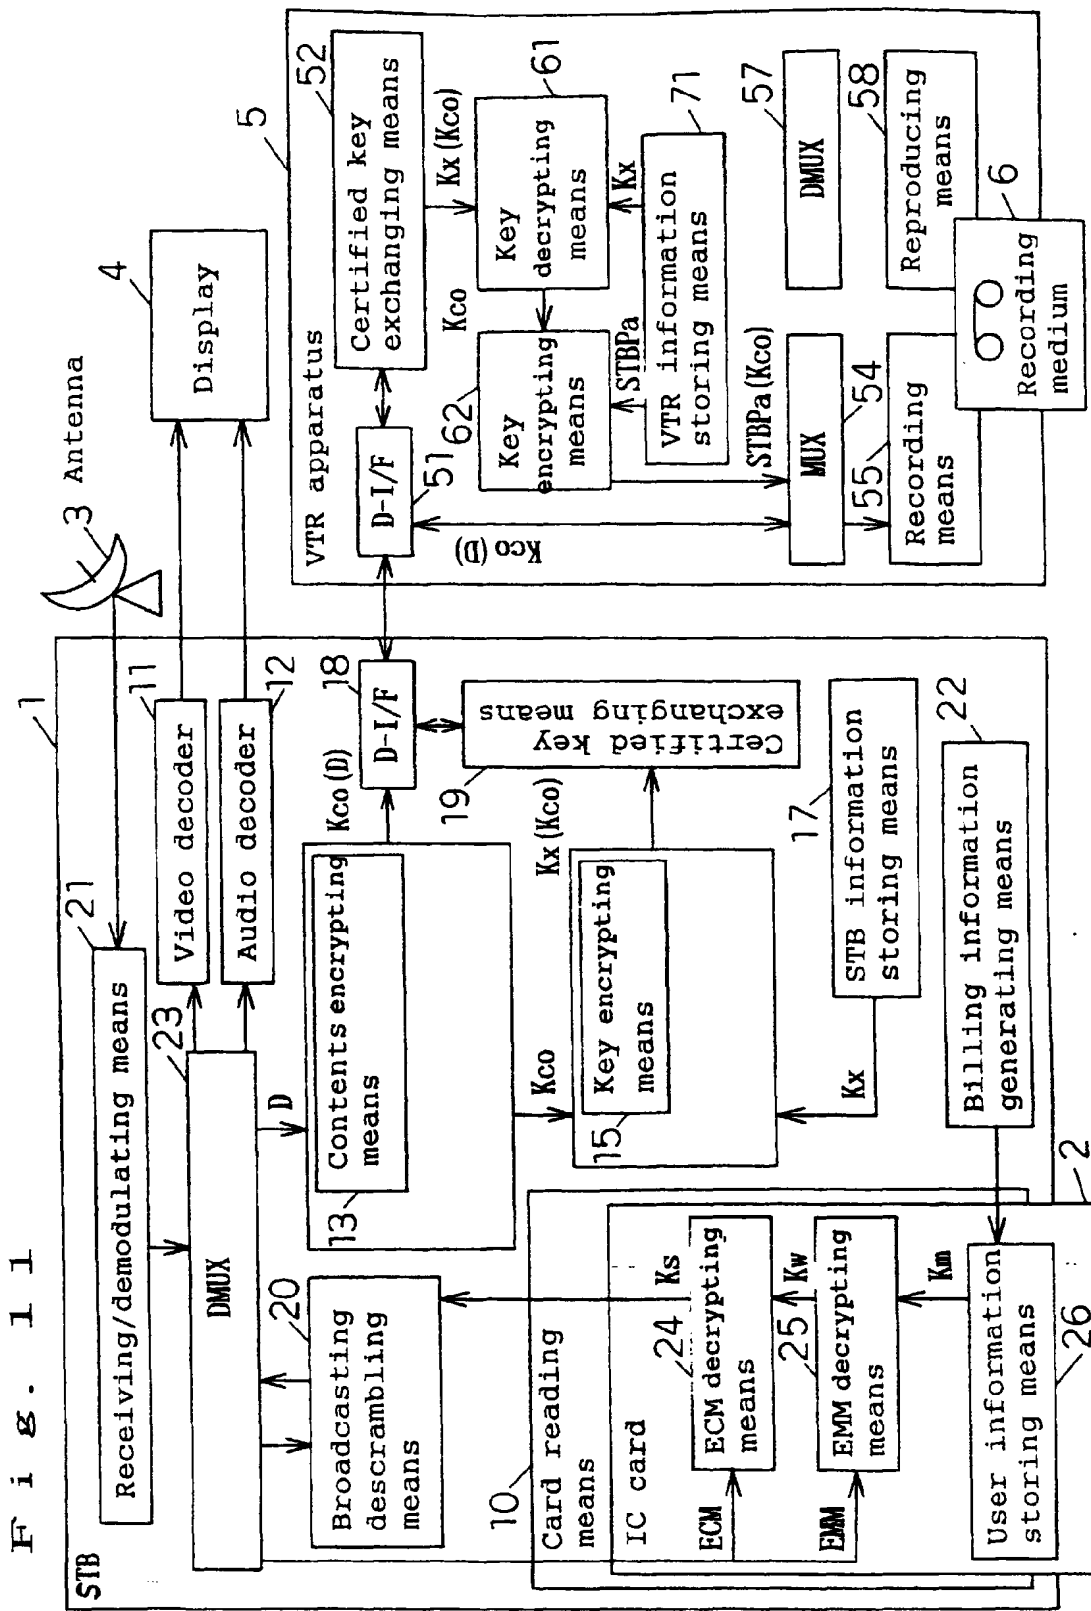 Fig. 11
STB
1
3
Antenna
Receiving/demodulating means
21
DMUX
23
Video decoder
11
Audio decoder
12
Display
4
Broadcasting
descrambling
means
20
D
Contents encrypting
means
13
Kco(D)
D-I/F
18
Certified key
exchanging means
19
Kco
Kx(Kco)
Key encrypting
means
15
Kx
STB information
storing means
17
Billing information
generating means
22
Card reading
means
10
IC card
2
ECM
ECM decrypting
means
24
Ks
EMM
EMM decrypting
means
25
Kw
Km
User information
storing means
26
VTR apparatus
5
D-I/F
51
Certified key
exchanging means
52
Kx(Kco)
Kco
Key
decrypting
means
61
Key
encrypting
means
62
Kx
STBPa
VTR information
storing means
71
Kco(D)
STBPa(Kco)
MUX
54
DMUX
57
Recording
means
55
Reproducing
means
58
Recording
medium
6